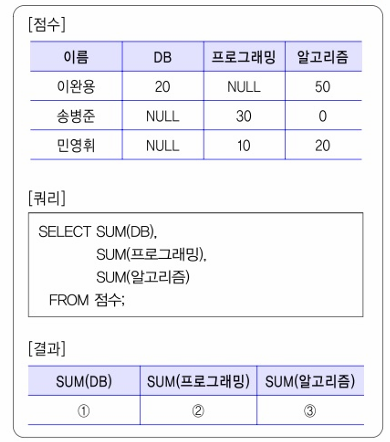 [점수]
이름 DB 프로그래밍 알고리즘
이완용 20 NULL 50
송병준 NULL 30 0
민영휘 NULL 10 20
[쿼리]
SELECT SUM(DB),
SUM(프로그래밍),
SUM(알고리즘)
FROM 점수;
[결과]
SUM(DB) SUM(프로그래밍) SUM(알고리즘)
① ② ③